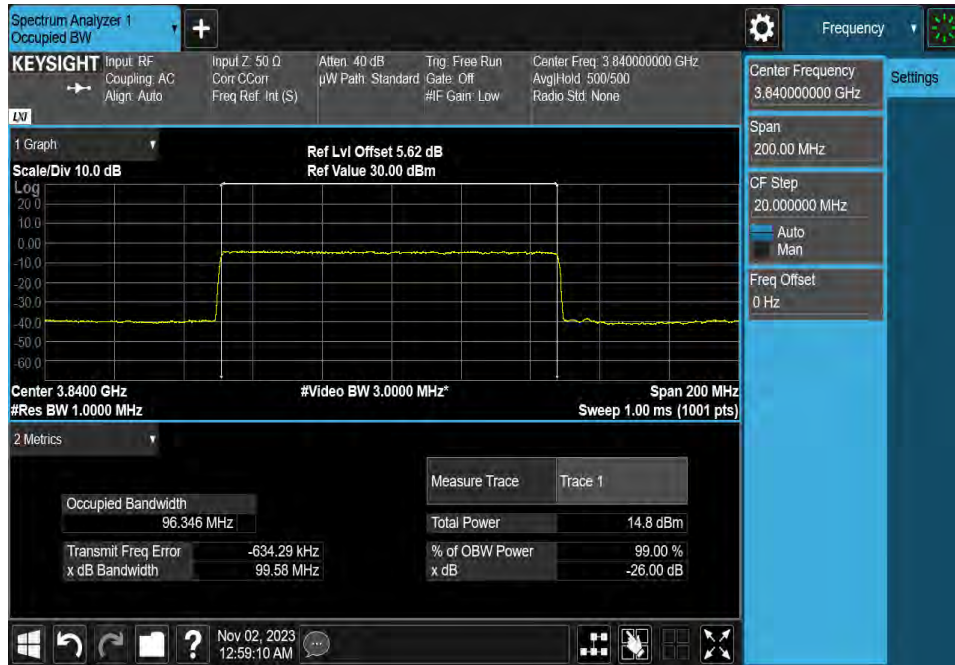 Spectrum Analyzer 1
Occupied BW
+
Frequency
KEYSIGHT
Input: RF
Coupling: AC
Align: Auto
Input Z: 50 Ω
Corr CCorr
Freq Ref: Int (S)
Atten: 40 dB
µW Path: Standard
Trig: Free Run
Gate: Off
#IF Gain: Low
Center Freq: 3.840000000 GHz
Avg|Hold: 500/500
Radio Std: None
LXI
Center Frequency
3.840000000 GHz
Settings
Span
200.00 MHz
CF Step
20.000000 MHz
Auto
Man
Freq Offset
0 Hz
1 Graph
Scale/Div 10.0 dB
Ref Lvl Offset 5.62 dB
Ref Value 30.00 dBm
Log
20.0
10.0
0.00
-10.0
-20.0
-30.0
-40.0
-50.0
-60.0
Center 3.8400 GHz
#Video BW 3.0000 MHz*
Span 200 MHz
#Res BW 1.0000 MHz
Sweep 1.00 ms (1001 pts)
2 Metrics
Measure Trace Trace 1
Occupied Bandwidth
96.346 MHz
Total Power 14.8 dBm
Transmit Freq Error -634.29 kHz
% of OBW Power 99.00 %
x dB Bandwidth 99.58 MHz
x dB -26.00 dB
?
Nov 02, 2023
12:59:10 AM